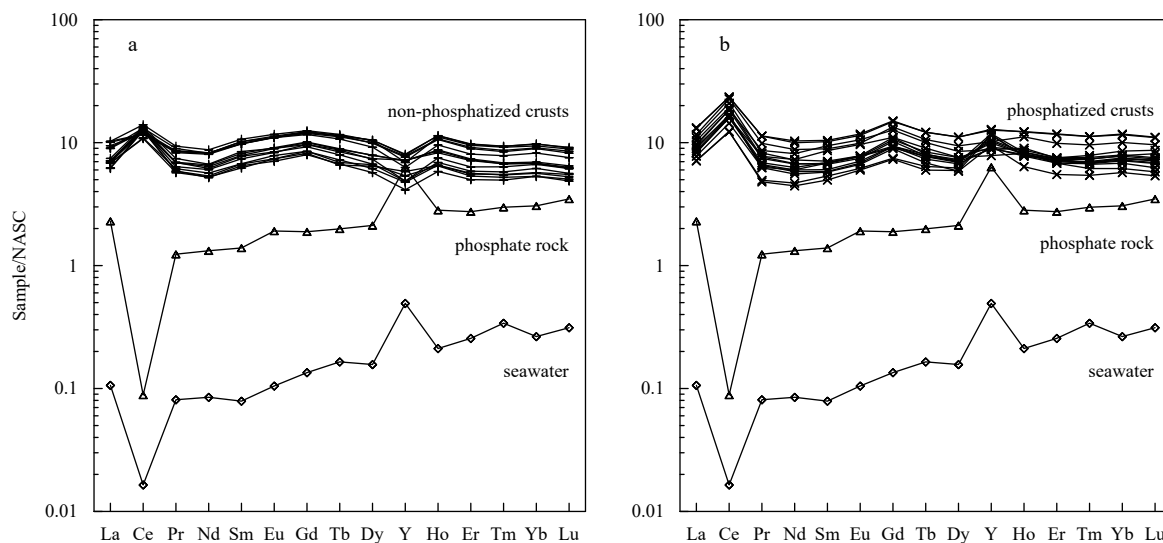 100
10
1
0.1
0.01
Sample/NASC
a
non-phosphatized crusts
phosphate rock
seawater
La Ce Pr Nd Sm Eu Gd Tb Dy Y Ho Er Tm Yb Lu
100
10
1
0.1
0.01
b
phosphatized crusts
phosphate rock
seawater
La Ce Pr Nd Sm Eu Gd Tb Dy Y Ho Er Tm Yb Lu